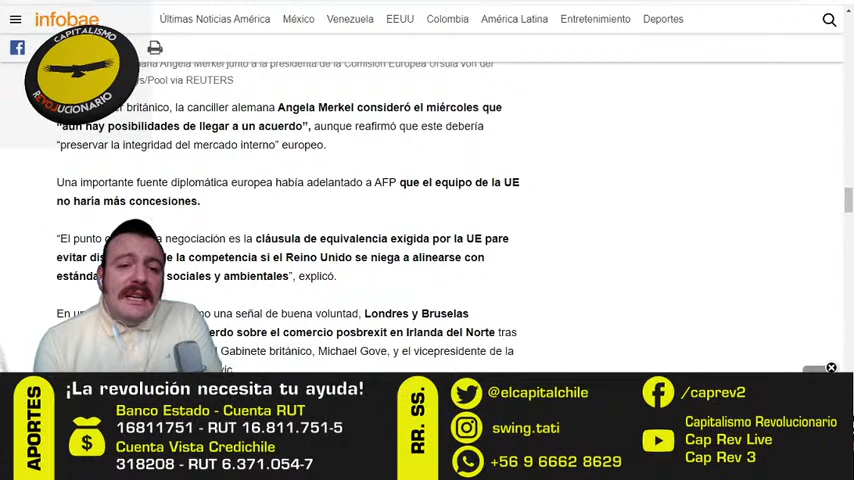 infobae
Últimas Noticias América México Venezuela EEUU Colombia América Latina Entretenimiento Deportes
CAPITALISMO
REVOLUCIONARIO
Angela Merkel junto a la presidenta de la Comisión Europea Ursula von der
/Pool via REUTERS
británico, la canciller alemana Angela Merkel consideró el miércoles que
“aún hay posibilidades de llegar a un acuerdo”, aunque reafirmó que este debería
“preservar la integridad del mercado interno” europeo.
Una importante fuente diplomática europea había adelantado a AFP que el equipo de la UE
no haría más concesiones.
“El punto negociación es la cláusula de equivalencia exigida por la UE pare
evitar de la competencia si el Reino Unido se niega a alinearse con
sociales y ambientales”, explicó.
En una señal de buena voluntad, Londres y Bruselas
sobre el comercio posbrexit en Irlanda del Norte tras
Gabinete británico, Michael Gove, y el vicepresidente de la
APORTES
¡La revolución necesita tu ayuda!
Banco Estado - Cuenta RUT
16811751 - RUT 16.811.751-5
Cuenta Vista Credichile
318208 - RUT 6.371.054-7
RR. SS.
@elcapitalchile
swing.tati
+56 9 6662 8629
/caprev2
Capitalismo Revolucionario
Cap Rev Live
Cap Rev 3